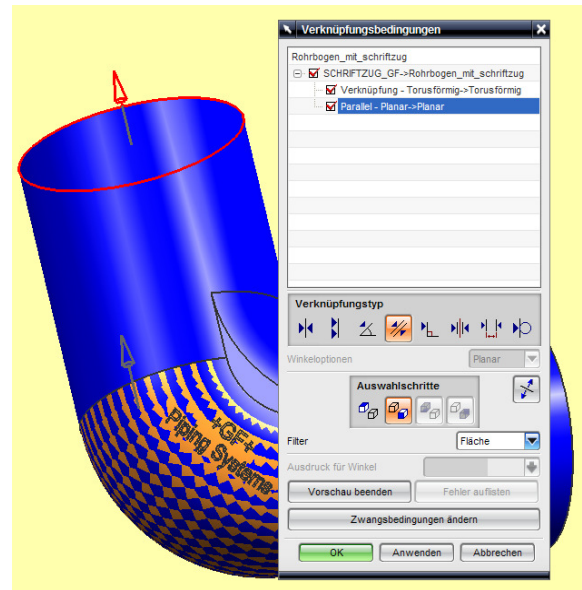 Verknüpfungsbedingungen
Rohrbogen_mit_schriftzug
SCHRIFTZUG_GF->Rohrbogen_mit_schriftzug
Verknüpfung - Torusförmig->Torusförmig
Parallel - Planar->Planar
Verknüpfungstyp
Winkeloptionen Planar
Auswahlschritte
Filter Fläche
Ausdruck für Winkel
Vorschau beenden Fehler auflisten
Zwangsbedingungen ändern
OK Anwenden Abbrechen
+GF+
Piping Systems